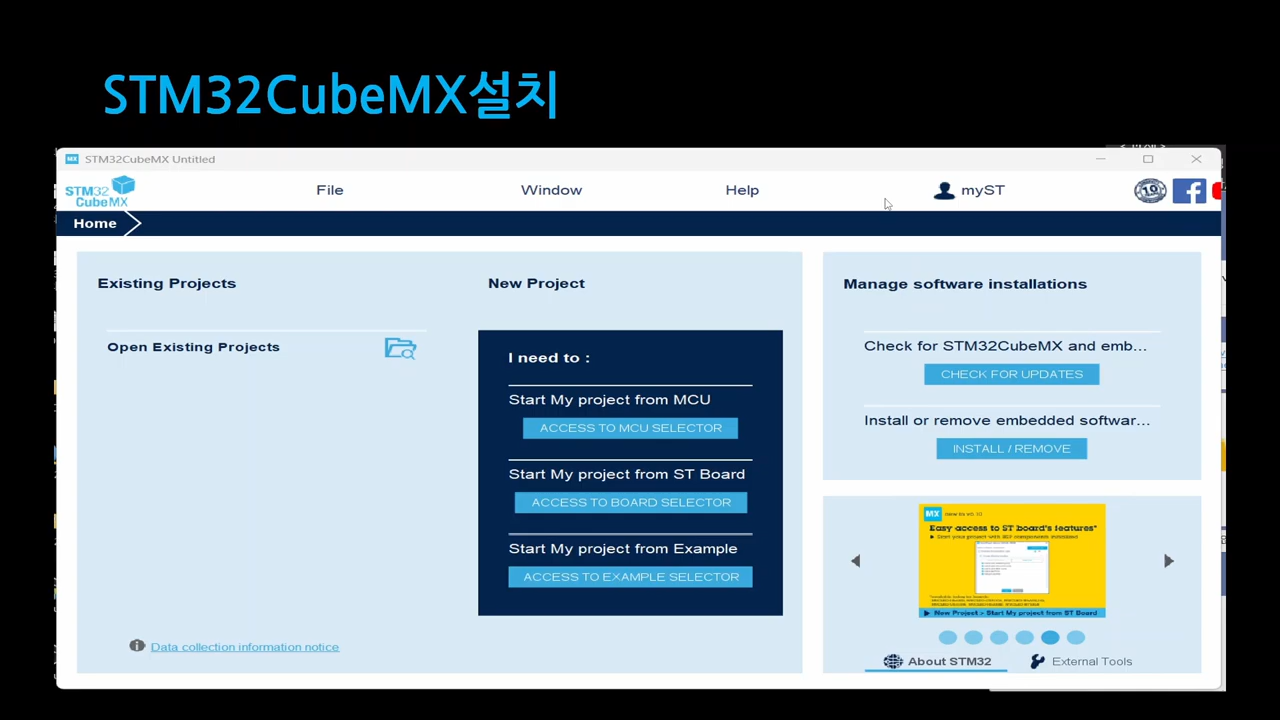 STM32CubeMX설치
MX STM32CubeMX Untitled
STM32
CubeMX
File
Window
Help
myST
10
Home
Existing Projects
Open Existing Projects
Data collection information notice
New Project
I need to :
Start My project from MCU
ACCESS TO MCU SELECTOR
Start My project from ST Board
ACCESS TO BOARD SELECTOR
Start My project from Example
ACCESS TO EXAMPLE SELECTOR
Manage software installations
Check for STM32CubeMX and emb...
CHECK FOR UPDATES
Install or remove embedded softwar...
INSTALL / REMOVE
MX
Easy access to ST board's features*
New Project > Start My project from ST Board
About STM32
External Tools